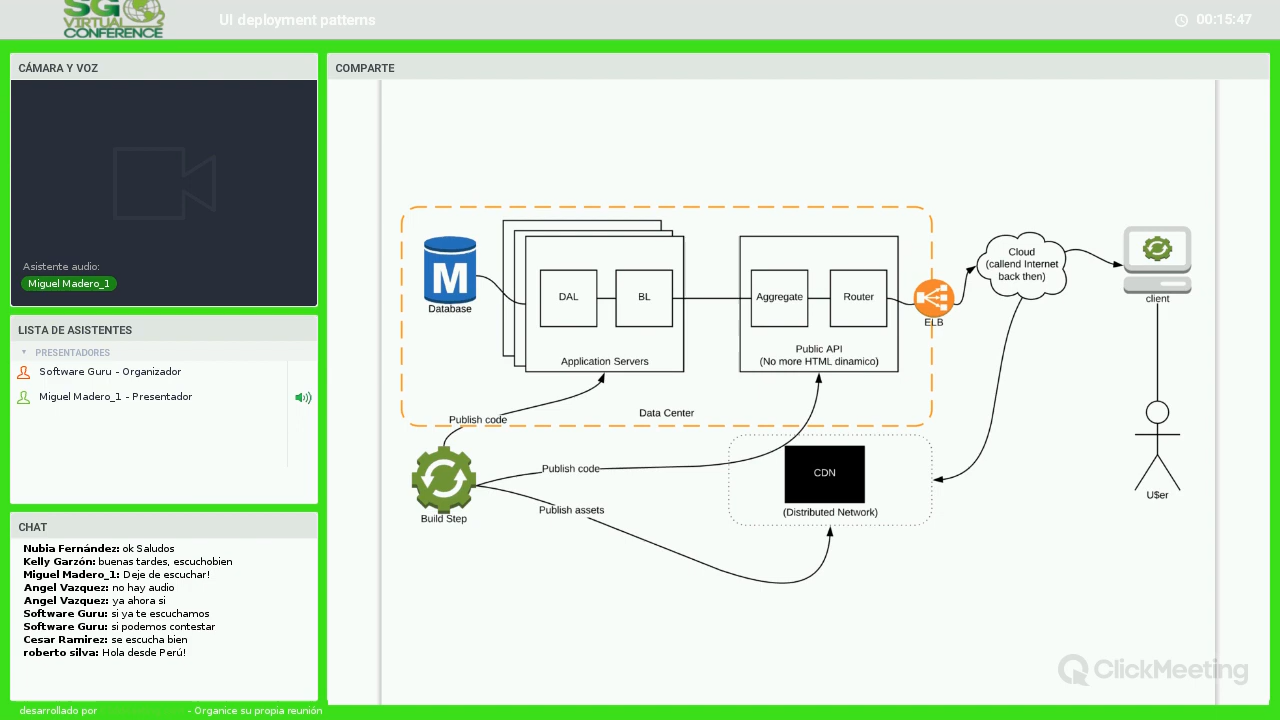 SG
VIRTUAL
CONFERENCE
UI deployment patterns
00:15:47
CÁMARA Y VOZ
Asistente audio:
Miguel Madero_1
LISTA DE ASISTENTES
PRESENTADORES
Software Guru - Organizador
Miguel Madero_1 - Presentador
CHAT
Nubia Fernández: ok Saludos
Kelly Garzón: buenas tardes, escuchobien
Miguel Madero_1: Deje de escuchar!
Angel Vazquez: no hay audio
Angel Vazquez: ya ahora si
Software Guru: si ya te escuchamos
Software Guru: si podemos contestar
Cesar Ramirez: se escucha bien
roberto silva: Hola desde Perú!
desarrollado por
- Organice su propia reunión
COMPARTE
M
Database
DAL
BL
Application Servers
Aggregate
Router
Public API
(No more HTML dinamico)
ELB
Cloud
(callend Internet
back then)
client
Publish code
Data Center
Publish code
Publish assets
Build Step
CDN
(Distributed Network)
U$er
ClickMeeting